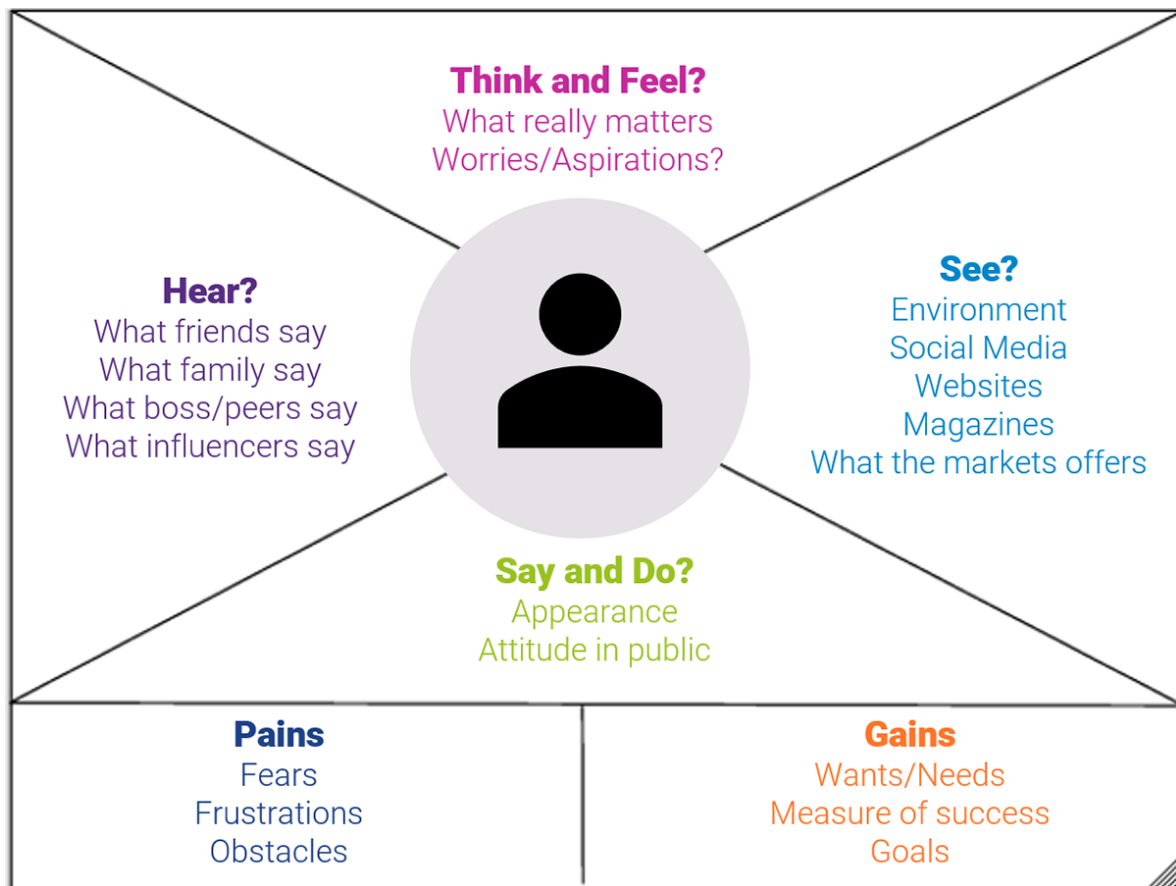 Think and Feel?
What really matters
Worries/Aspirations?
Hear?
What friends say
What family say
What boss/peers say
What influencers say
See?
Environment
Social Media
Websites
Magazines
What the markets offers
Say and Do?
Appearance
Attitude in public
Pains
Fears
Frustrations
Obstacles
Gains
Wants/Needs
Measure of success
Goals